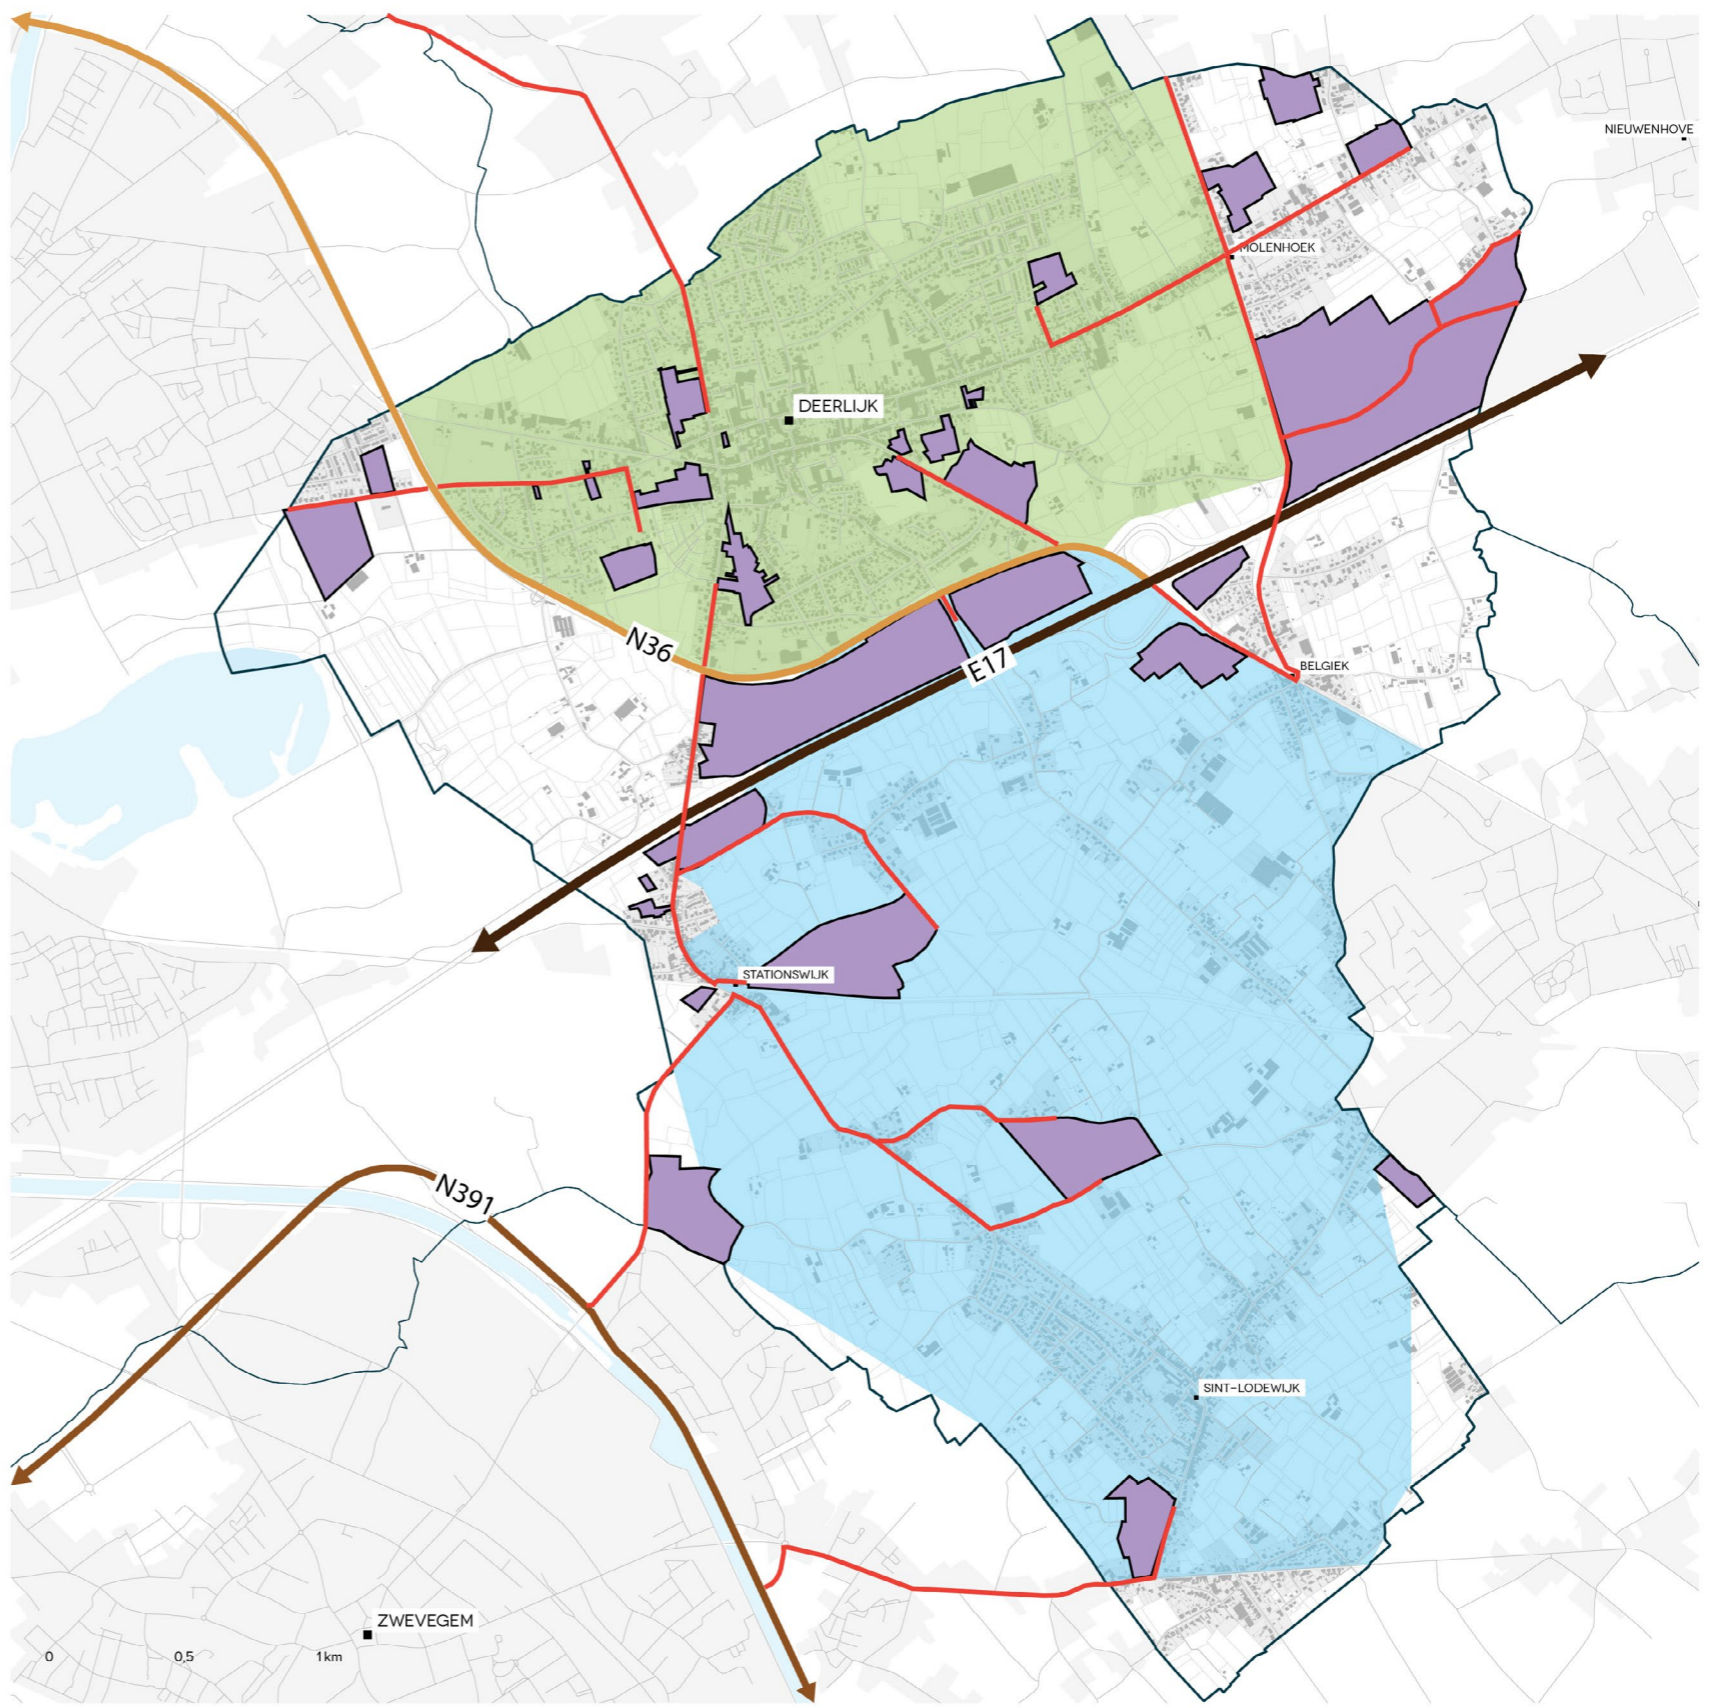 NIEUWENHOVE
MOLENHOEK
DEERLIJK
N36
E17
BELGIEK
STATIONSWIJK
N391
SINT-LODEWIJK
ZWEVEGEM
0 0,5 1km